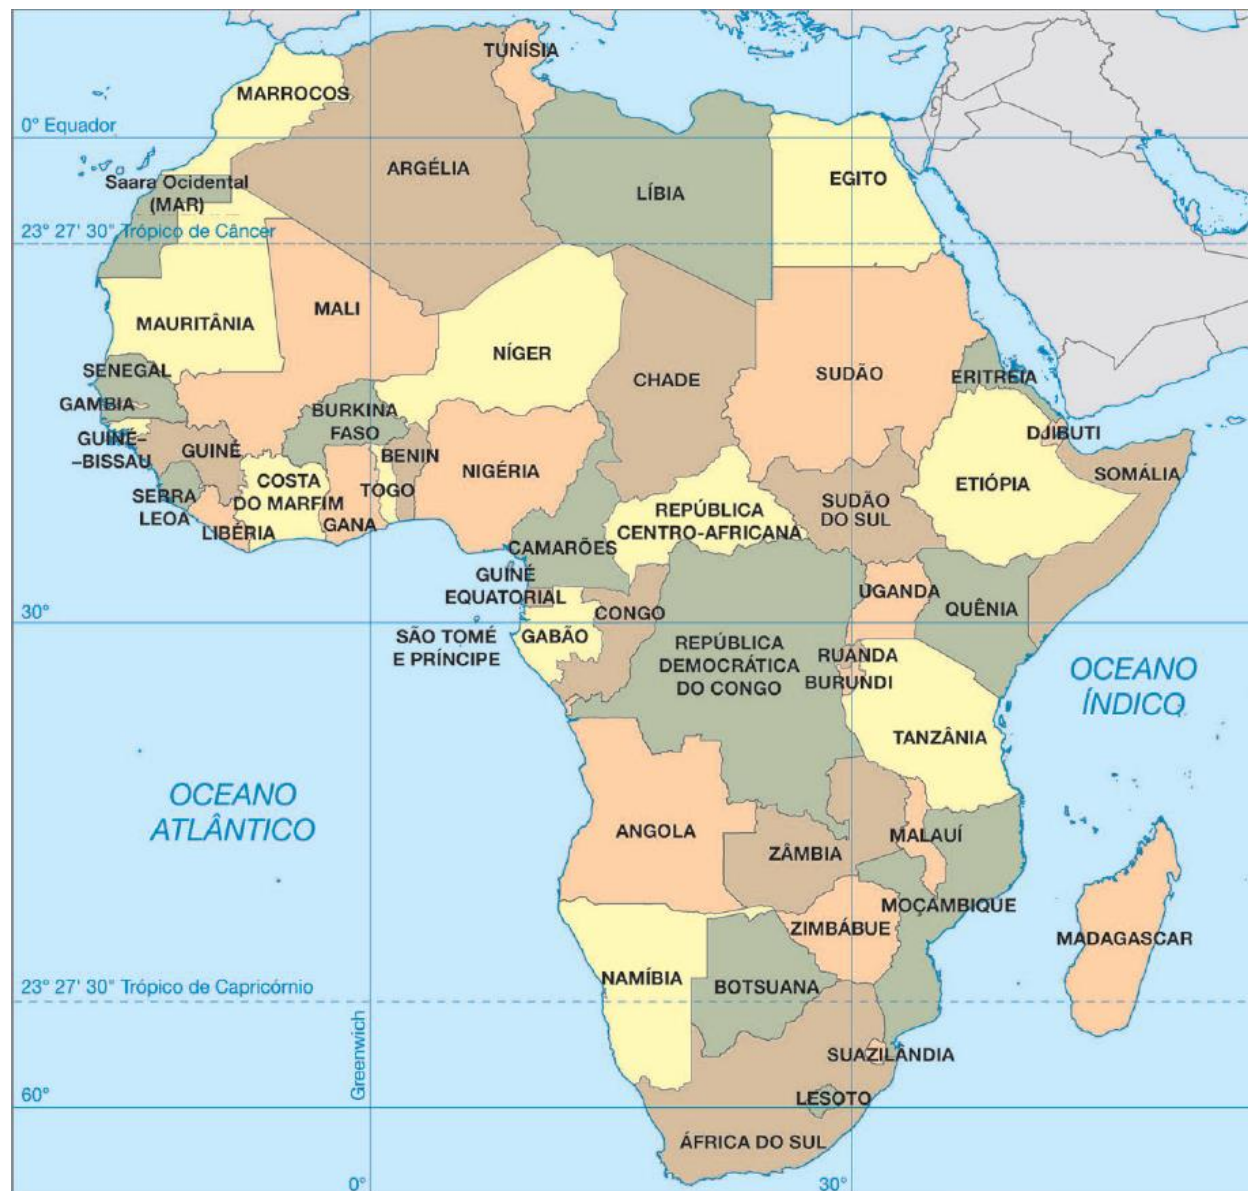 TUNÍSIA
MARROCOS
0° Equador
ARGÉLIA
LÍBIA
EGITO
Saara Ocidental
(MAR)
23° 27' 30" Trópico de Câncer
MALI
MAURITÂNIA
NÍGER
CHADE
SUDÃO
ERITREIA
SENEGAL
GAMBIA
BURKINA
FASO
GUINÉ-
-BISSAU
GUINÉ
BENIN
NIGÉRIA
DJIBUTI
SOMÁLIA
ETIÓPIA
COSTA
DO MARFIM
TOGO
SERRA
LEOA
LIBÉRIA
GANA
REPÚBLICA
CENTRO-AFRICANA
SUDÃO
DO SUL
CAMARÕES
GUINÉ
EQUATORIAL
UGANDA
QUÊNIA
30°
CONGO
GABÃO
SÃO TOMÉ
E PRÍNCIPE
REPÚBLICA
DEMOCRÁTICA
DO CONGO
RUANDA
BURUNDI
OCEANO
ÍNDICO
TANZÂNIA
OCEANO
ATLÂNTICO
ANGOLA
ZÂMBIA
MALAUÍ
MOÇAMBIQUE
ZIMBÁBUE
MADAGASCAR
NAMÍBIA
BOTSUANA
23° 27' 30" Trópico de Capricórnio
Greenwich
SUAZILÂNDIA
60°
LESOTO
ÁFRICA DO SUL
0°
30°